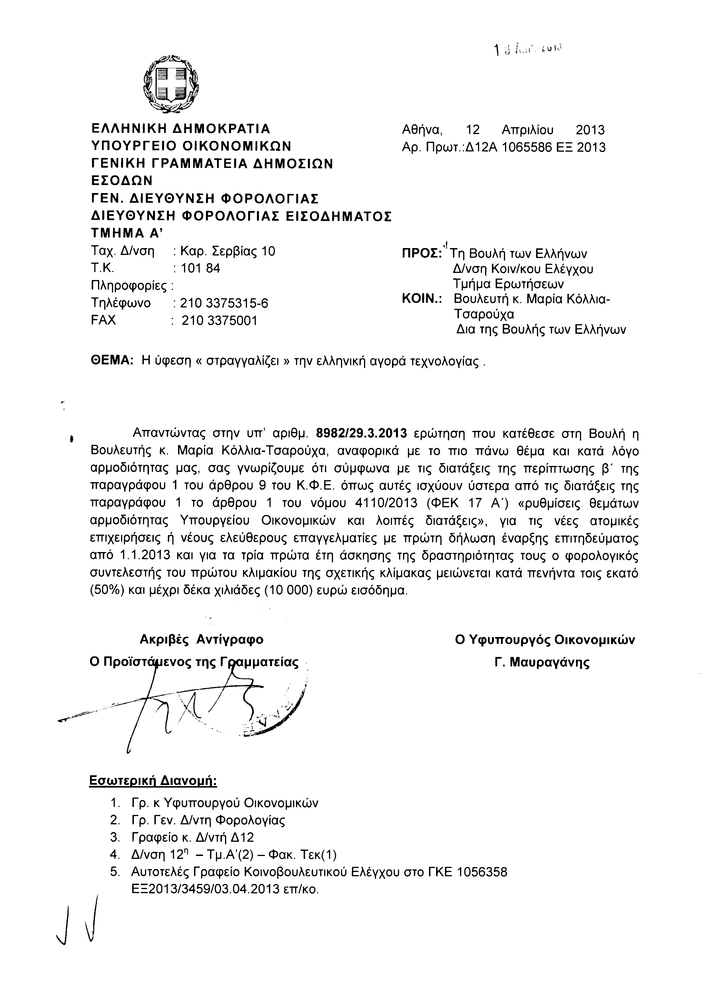 ΕΛΛΗΝΙΚΗ ΔΗΜΟΚΡΑΤΙΑ
ΥΠΟΥΡΓΕΙΟ ΟΙΚΟΝΟΜΙΚΩΝ
ΓΕΝΙΚΗ ΓΡΑΜΜΑΤΕΙΑ ΔΗΜΟΣΙΩΝ
ΕΣΟΔΩΝ
ΓΕΝ. ΔΙΕΥΘΥΝΣΗ ΦΟΡΟΛΟΓΙΑΣ
ΔΙΕΥΘΥΝΣΗ ΦΟΡΟΛΟΓΙΑΣ ΕΙΣΟΔΗΜΑΤΟΣ
ΤΜΗΜΑ Α’
Ταχ. Δ/νση : Καρ. Σερβίας 10
Τ.Κ. : 101 84
Πληροφορίες :
Τηλέφωνο : 210 3375315-6
FAX : 210 3375001
Αθήνα, 12 Απριλίου 2013
Αρ. Πρωτ.:Δ12Α 1065586 ΕΞ 2013
ΠΡΟΣ: Τη Βουλή των Ελλήνων
Δ/νση Κοιν/κου Ελέγχου
Τμήμα Ερωτήσεων
ΚΟΙΝ.: Βουλευτή κ. Μαρία Κόλλια-
Τσαρούχα
Δια της Βουλής των Ελλήνων
ΘΕΜΑ: Η ύφεση « στραγγαλίζει » την ελληνική αγορά τεχνολογίας .
Απαντώντας στην υπ’ αριθμ. 8982/29.3.2013 ερώτηση που κατέθεσε στη Βουλή η
Βουλευτής κ. Μαρία Κόλλια-Τσαρούχα, αναφορικά με το πιο πάνω θέμα και κατά λόγο
αρμοδιότητας μας, σας γνωρίζουμε ότι σύμφωνα με τις διατάξεις της περίπτωσης β΄ της
παραγράφου 1 του άρθρου 9 του Κ.Φ.Ε. όπως αυτές ισχύουν ύστερα από τις διατάξεις της
παραγράφου 1 το άρθρου 1 του νόμου 4110/2013 (ΦΕΚ 17 Α΄) «ρυθμίσεις θεμάτων
αρμοδιότητας Υπουργείου Οικονομικών και λοιπές διατάξεις», για τις νέες ατομικές
επιχειρήσεις ή νέους ελεύθερους επαγγελματίες με πρώτη δήλωση έναρξης επιτηδεύματος
από 1.1.2013 και για τα τρία πρώτα έτη άσκησης της δραστηριότητας τους ο φορολογικός
συντελεστής του πρώτου κλιμακίου της σχετικής κλίμακας μειώνεται κατά πενήντα τοις εκατό
(50%) και μέχρι δέκα χιλιάδες (10 000) ευρώ εισόδημα.
Ακριβές Αντίγραφο
Ο Προϊστάμενος της Γραμματείας
Ο Υφυπουργός Οικονομικών
Γ. Μαυραγάνης
Εσωτερική Διανομή:
1. Γρ. κ Υφυπουργού Οικονομικών
2. Γρ. Γεν. Δ/ντη Φορολογίας
3. Γραφείο κ. Δ/ντή Δ12
4. Δ/νση 12η – Τμ.Α’(2) – Φακ. Τεκ(1)
5. Αυτοτελές Γραφείο Κοινοβουλευτικού Ελέγχου στο ΓΚΕ 1056358
ΕΞ2013/3459/03.04.2013 επ/κο.